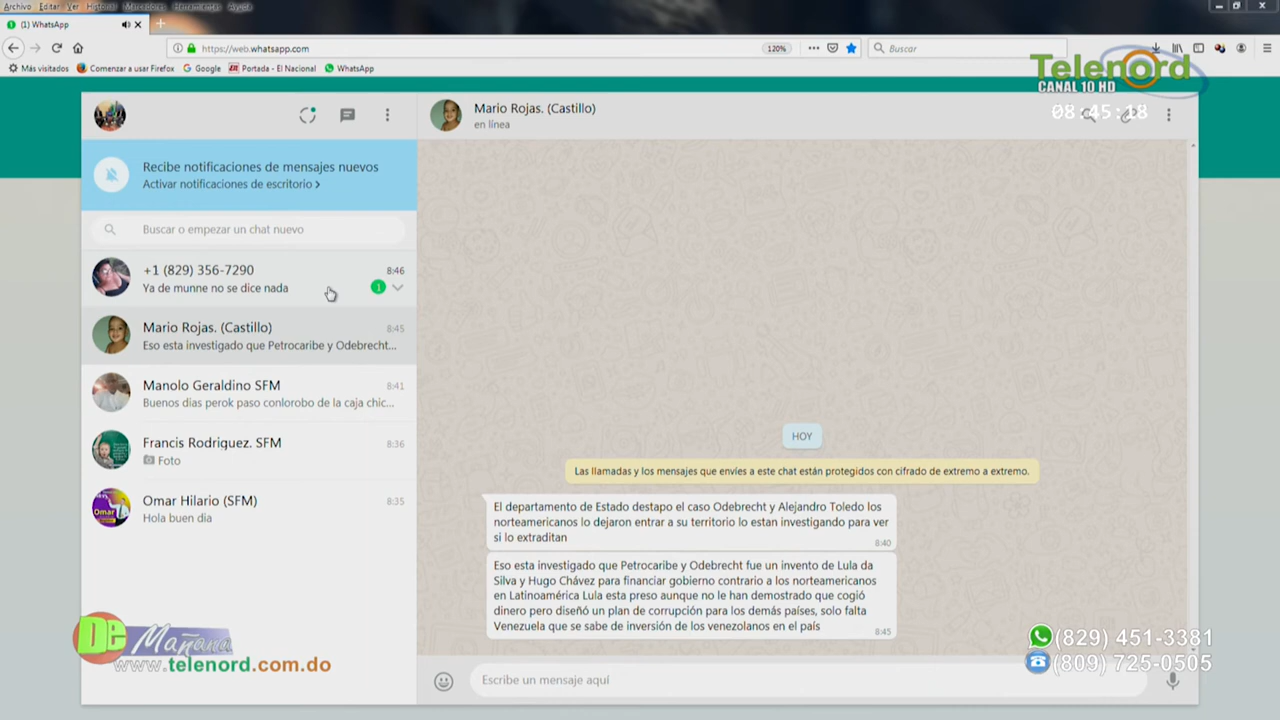 Archivo Editar Ver Historial Marcadores Herramientas Ayuda
(1) WhatsApp
https://web.whatsapp.com
120%
Buscar
Más visitados
Comenzar a usar Firefox
Google
Portada - El Nacional
WhatsApp
Telenord
CANAL 10 HD
08:45:18
Mario Rojas. (Castillo)
en línea
Recibe notificaciones de mensajes nuevos
Activar notificaciones de escritorio >
Buscar o empezar un chat nuevo
+1 (829) 356-7290
8:46
Ya de munne no se dice nada
1
Mario Rojas. (Castillo)
8:45
Eso esta investigado que Petrocaribe y Odebrecht...
Manolo Geraldino SFM
8:41
Buenos dias perok paso conlorobo de la caja chic...
Francis Rodriguez. SFM
8:36
Foto
Omar Hilario (SFM)
8:35
Hola buen dia
HOY
Las llamadas y los mensajes que envíes a este chat están protegidos con cifrado de extremo a extremo.
El departamento de Estado destapo el caso Odebrecht y Alejandro Toledo los
norteamericanos lo dejaron entrar a su territorio lo estan investigando para ver
si lo extraditan
8:40
Eso esta investigado que Petrocaribe y Odebrecht fue un invento de Lula da
Silva y Hugo Chávez para financiar gobierno contrario a los norteamericanos
en Latinoamérica Lula esta preso aunque no le han demostrado que cogió
dinero pero diseñó un plan de corrupción para los demás países, solo falta
Venezuela que se sabe de inversión de los venezolanos en el país
8:45
Escribe un mensaje aquí
De Mañana
www.telenord.com.do
(829) 451-3381
(809) 725-0505
Omar